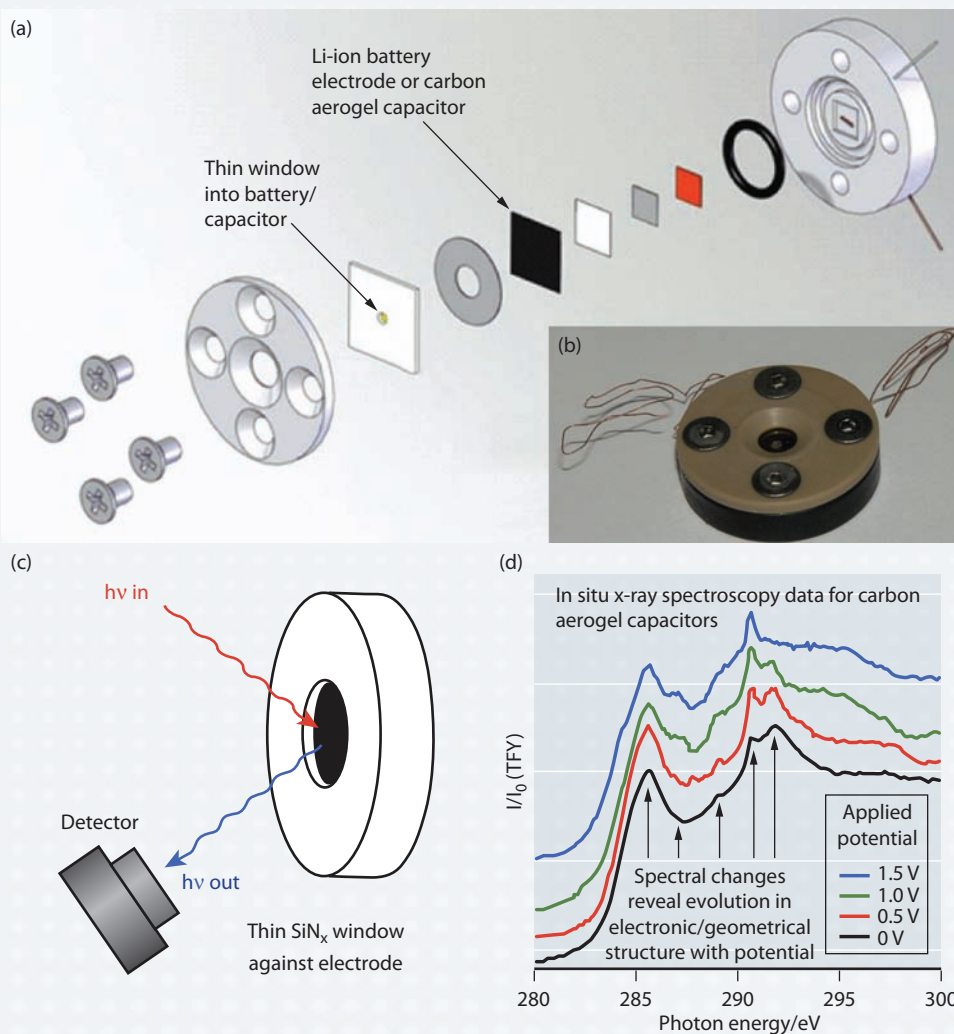 (a)
Li-ion battery
electrode or carbon
aerogel capacitor
Thin window
into battery/
capacitor
(b)
(c)
hν in
Detector
hν out
Thin SiNₓ window
against electrode
(d)
In situ x-ray spectroscopy data for carbon
aerogel capacitors
I/I₀ (TFY)
Applied
potential
1.5 V
1.0 V
0.5 V
0 V
Spectral changes
reveal evolution in
electronic/geometrical
structure with potential
280 285 290 295 300
Photon energy/eV